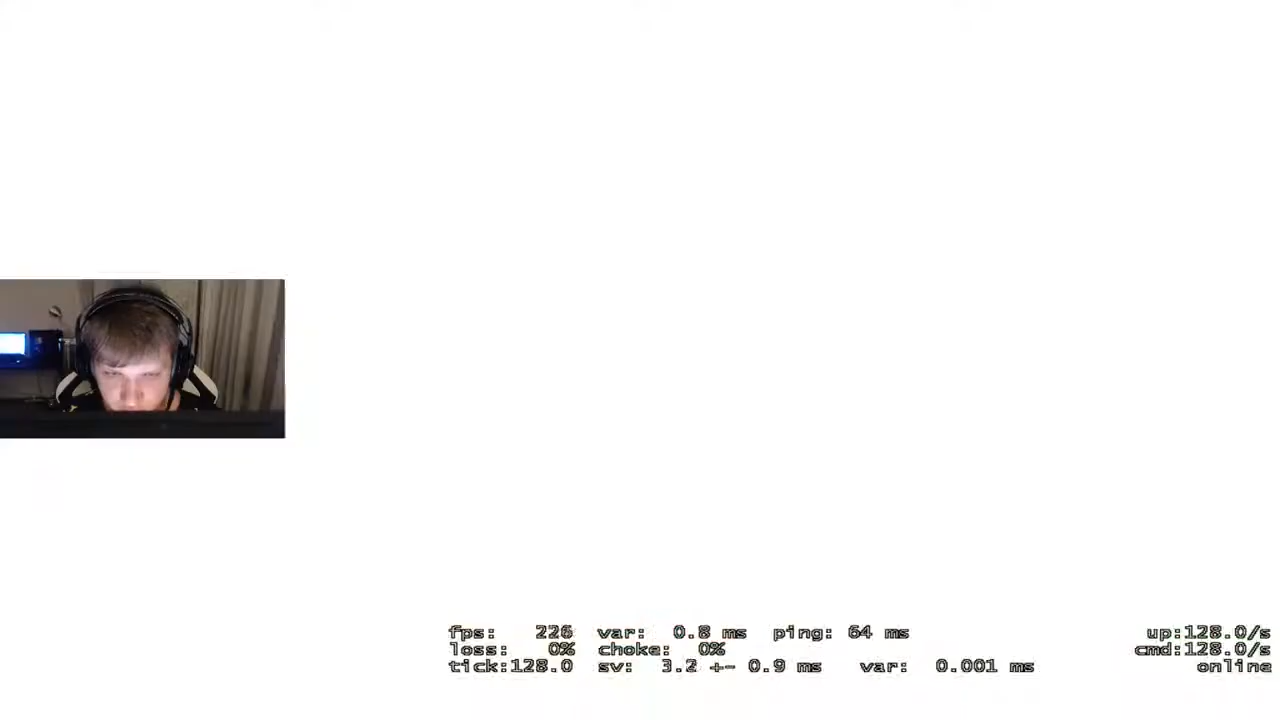 fps: 226 var: 0.8 ms ping: 64 ms up:128.0/s
loss: 0% choke: 0% cmd:128.0/s
tick:128.0 sv: 3.2 +- 0.9 ms var: 0.001 ms online